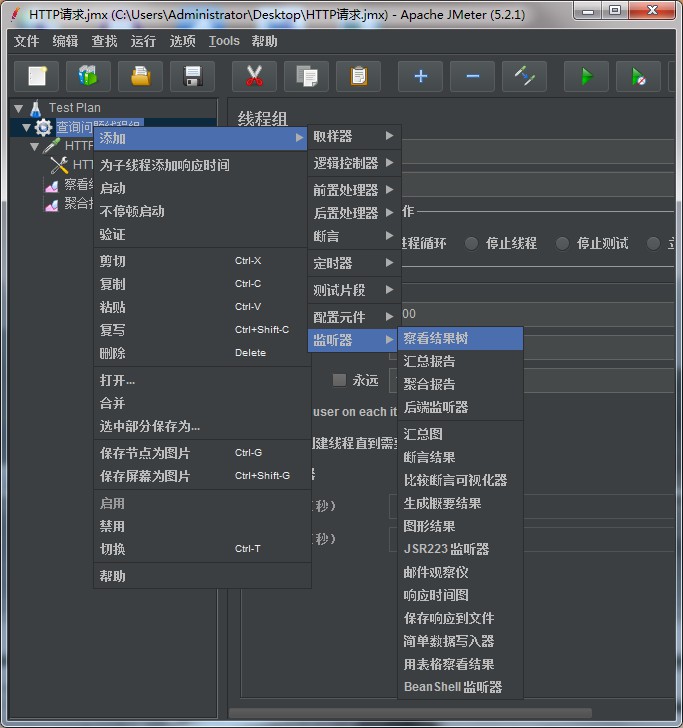 HTTP请求.jmx (C:\Users\Administrator\Desktop\HTTP请求.jmx) - Apache JMeter (5.2.1)
文件 编辑 查找 运行 选项 Tools 帮助
Test Plan
查询问题线程组
HTTP
HTT
察看
聚合
线程组
作
进程循环 停止线程 停止测试
00
永远
user on each it
建线程直到需
器
(秒)
(秒)
添加
为子线程添加响应时间
启动
不停顿启动
验证
剪切 Ctrl-X
复制 Ctrl-C
粘贴 Ctrl-V
复写 Ctrl+Shift-C
删除 Delete
打开...
合并
选中部分保存为...
保存节点为图片 Ctrl-G
保存屏幕为图片 Ctrl+Shift-G
启用
禁用
切换 Ctrl-T
帮助
取样器
逻辑控制器
前置处理器
后置处理器
断言
定时器
测试片段
配置元件
监听器
察看结果树
汇总报告
聚合报告
后端监听器
汇总图
断言结果
比较断言可视化器
生成概要结果
图形结果
JSR223 监听器
邮件观察仪
响应时间图
保存响应到文件
简单数据写入器
用表格察看结果
BeanShell 监听器